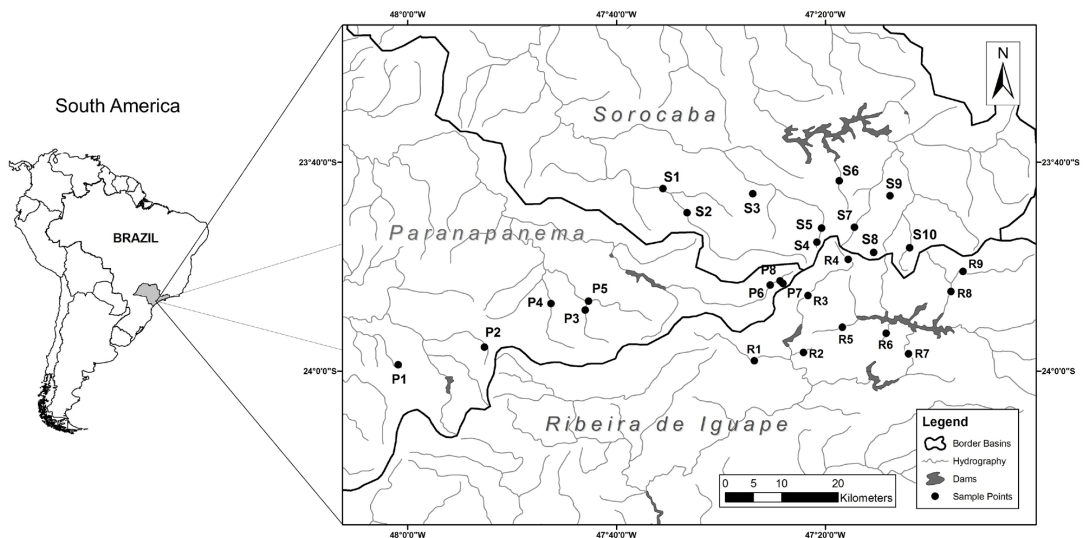 48°0'0"W 47°40'0"W 47°20'0"W
N
South America
Sorocaba
23°40'0"S 23°40'0"S
S1 S6 S9
S2 S3
S7
S5 S10
BRAZIL
Paranapanema
S4 S8
R4 R9
P8
P6 P7
P5 R3 R8
P4
P3
P2 R5 R6
R1 R2 R7
P1
24°0'0"S 24°0'0"S
Ribeira de Iguape
Legend
Border Basins
Hydrography
Dams
Sample Points
0 5 10 20
Kilometers
48°0'0"W 47°40'0"W 47°20'0"W